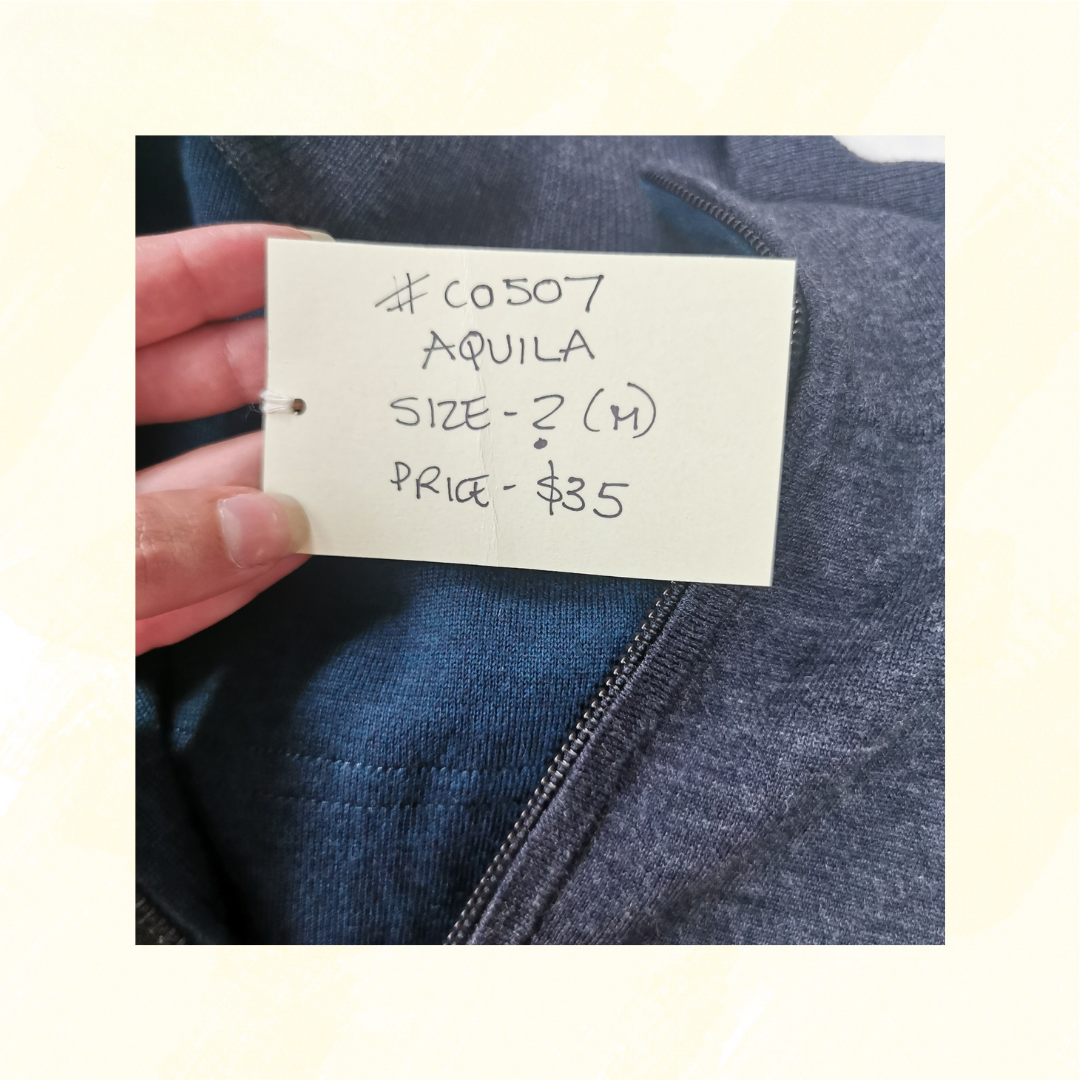 #C0507
AQUILA
SIZE - 2 (M)
PRICE - $35